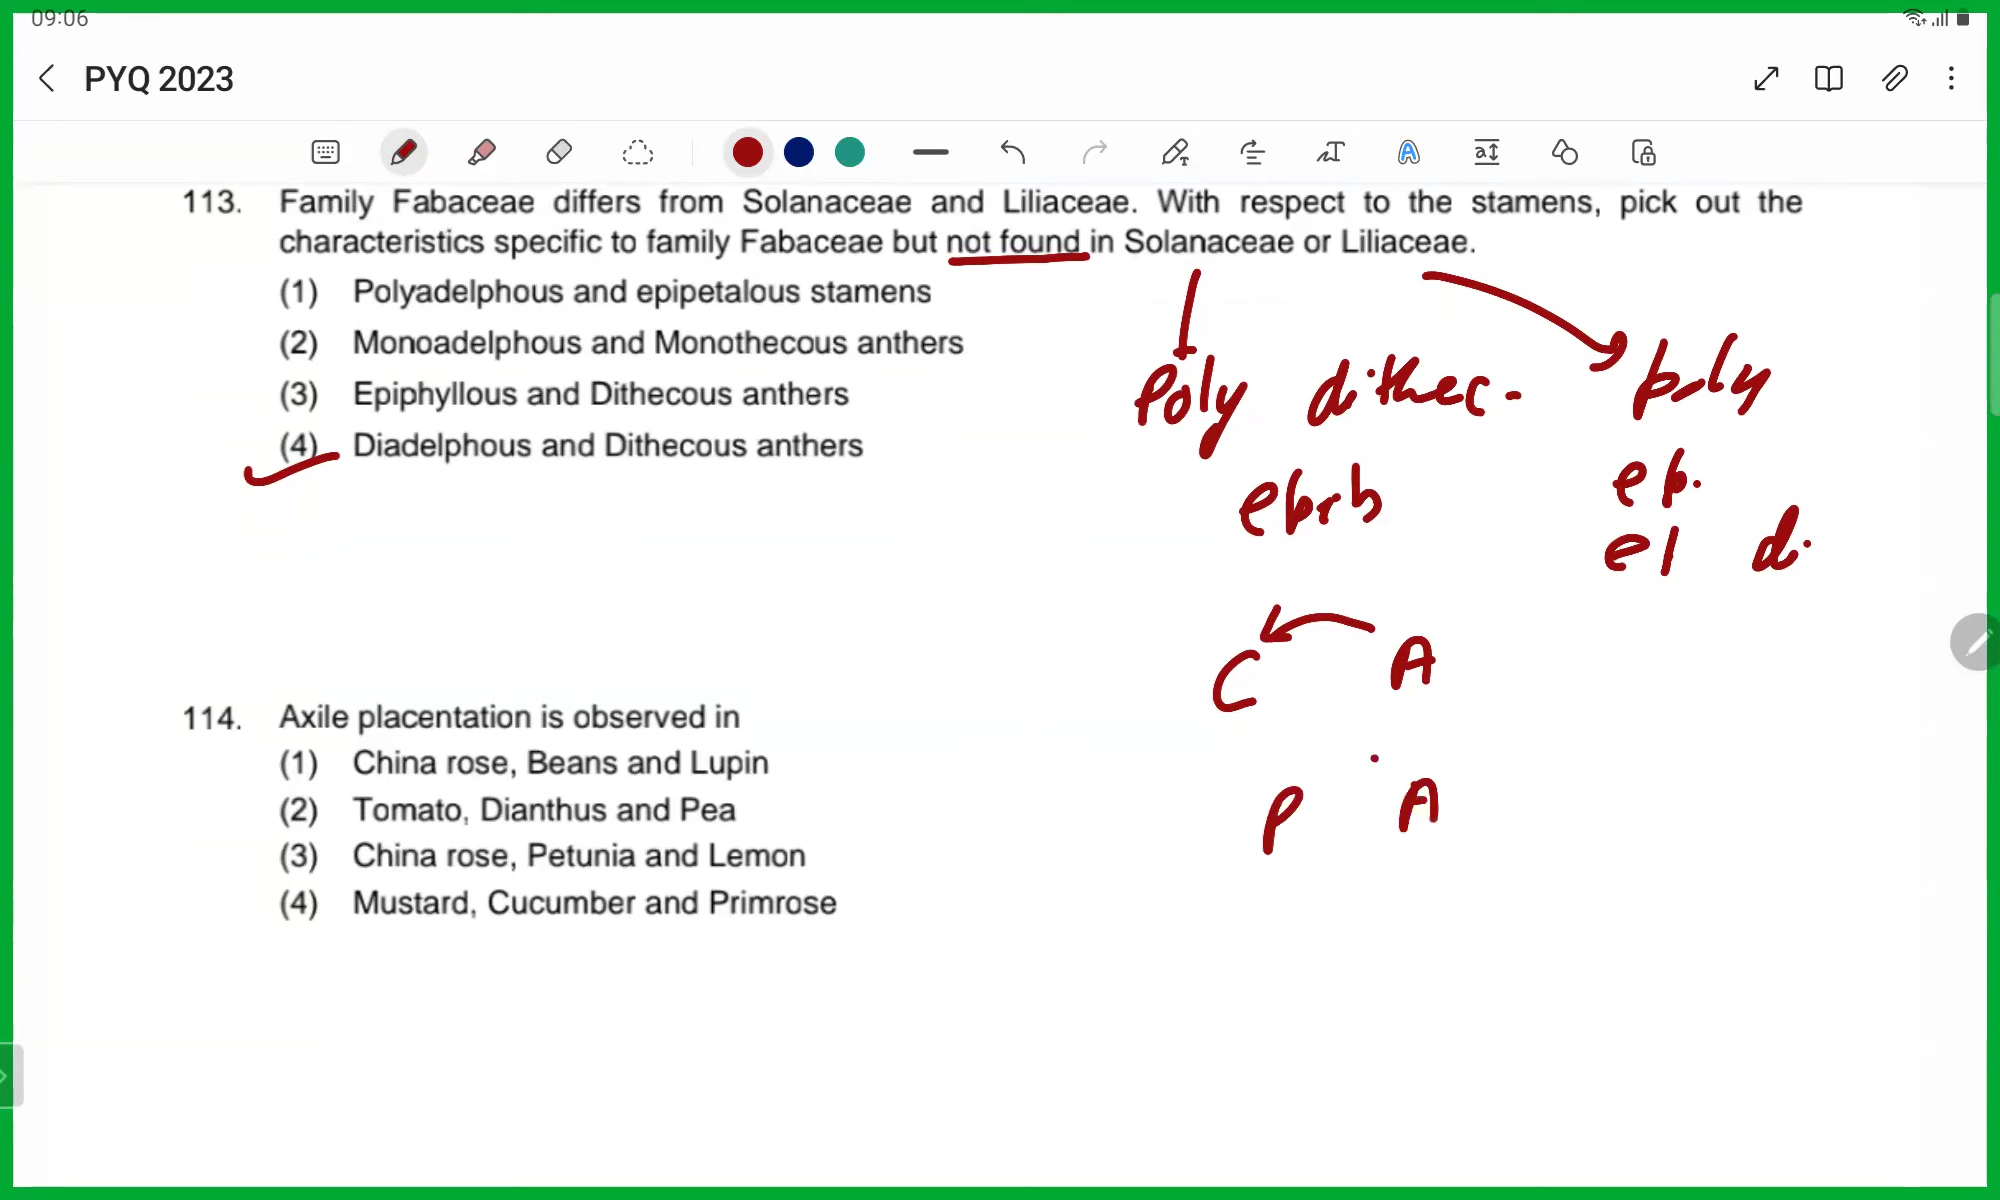 09:06
PYQ 2023
113. Family Fabaceae differs from Solanaceae and Liliaceae. With respect to the stamens, pick out the
characteristics specific to family Fabaceae but not found in Solanaceae or Liliaceae.
(1) Polyadelphous and epipetalous stamens
(2) Monoadelphous and Monothecous anthers
(3) Epiphyllous and Dithecous anthers
(4) Diadelphous and Dithecous anthers
Poly dithec-
poly
ep.
el d.
C A
P A
114. Axile placentation is observed in
(1) China rose, Beans and Lupin
(2) Tomato, Dianthus and Pea
(3) China rose, Petunia and Lemon
(4) Mustard, Cucumber and Primrose